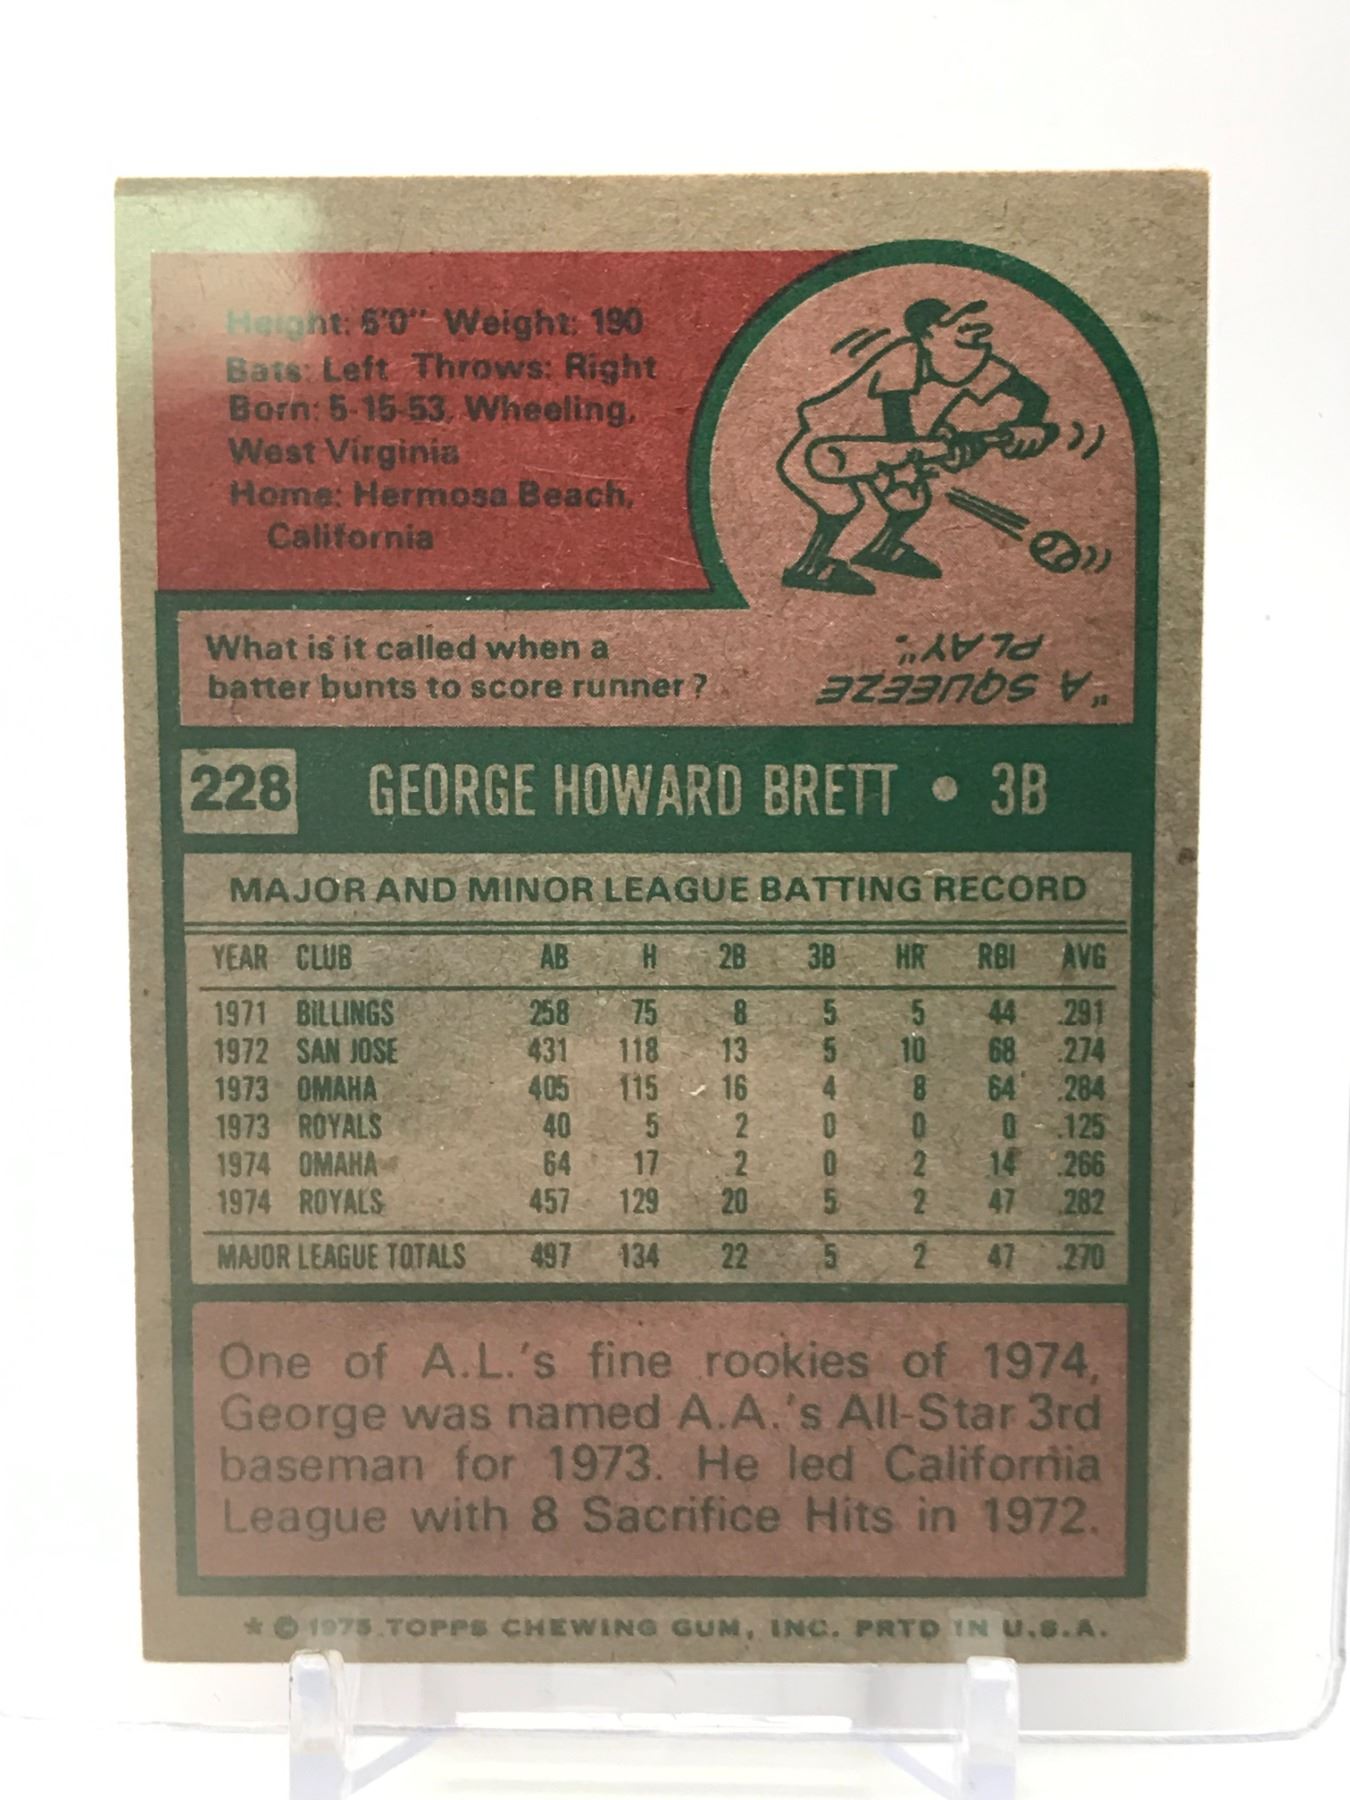 Height: 6'0" Weight: 190
Bats: Left Throws: Right
Born: 5-15-53, Wheeling,
West Virginia
Home: Hermosa Beach,
California
What is it called when a
batter bunts to score runner?
"A SQUEEZE
PLAY".
228 GEORGE HOWARD BRETT • 3B
MAJOR AND MINOR LEAGUE BATTING RECORD
YEAR CLUB AB H 2B 3B HR RBI AVG
1971 BILLINGS 258 75 8 5 5 44 .291
1972 SAN JOSE 431 118 13 5 10 68 .274
1973 OMAHA 405 115 16 4 8 64 .284
1973 ROYALS 40 5 2 0 0 0 .125
1974 OMAHA 64 17 2 0 2 14 .266
1974 ROYALS 457 129 20 5 2 47 .282
MAJOR LEAGUE TOTALS 497 134 22 5 2 47 .270
One of A.L.'s fine rookies of 1974,
George was named A.A.'s All-Star 3rd
baseman for 1973. He led California
League with 8 Sacrifice Hits in 1972.
* © 1975 TOPPS CHEWING GUM, INC. PRTD IN U.S.A.